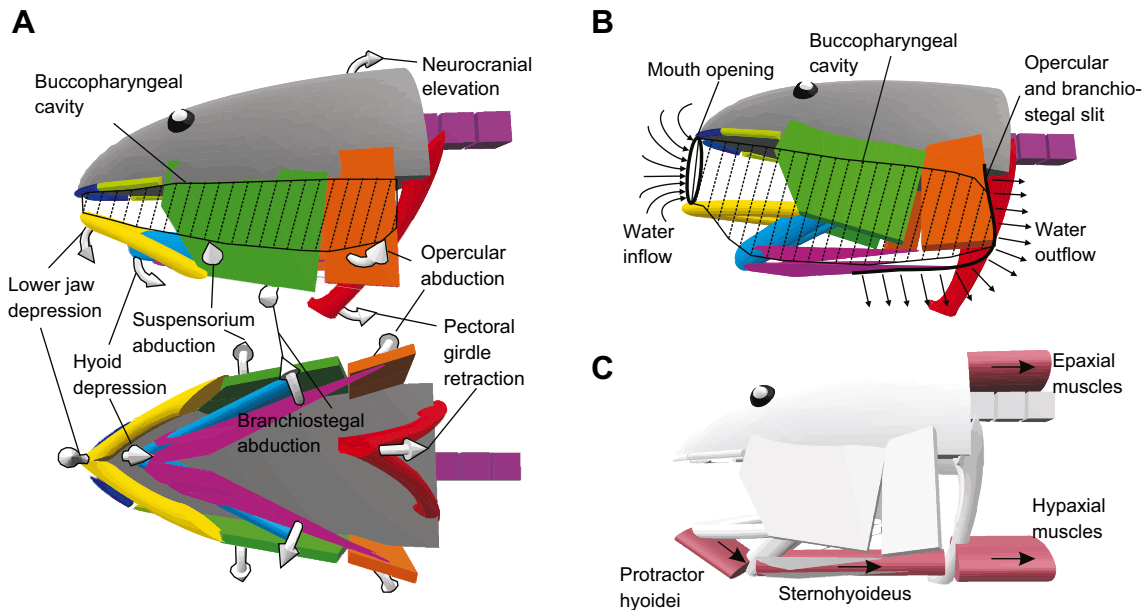 A
Buccopharyngeal
cavity
Neurocranial
elevation
Lower jaw
depression
Hyoid
depression
Suspensorium
abduction
Opercular
abduction
Pectoral
girdle
retraction
Branchiostegal
abduction
B
Mouth opening
Buccopharyngeal
cavity
Opercular
and branchio-
stegal slit
Water
inflow
Water
outflow
C
Epaxial
muscles
Hypaxial
muscles
Protractor
hyoidei
Sternohyoideus